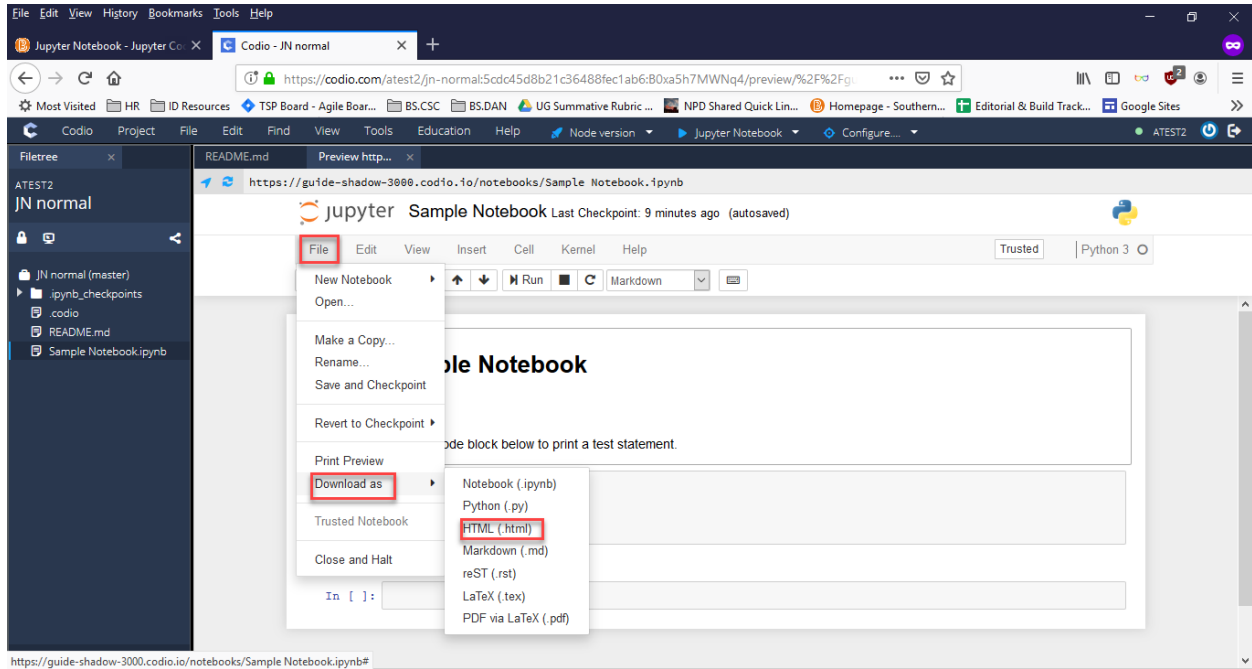 File Edit View History Bookmarks Tools Help
Jupyter Notebook - Jupyter Co
Codio - JN normal
https://codio.com/atest2/jn-normal:5cdc45d8b21c36488fec1ab6:B0xa5h7MWNq4/preview/%2F%2Fgu
2
Most Visited HR ID Resources TSP Board - Agile Boar... BS.CSC BS.DAN UG Summative Rubric ... NPD Shared Quick Lin... Homepage - Southern... Editorial & Build Track... Google Sites
Codio Project File Edit Find View Tools Education Help Node version Jupyter Notebook Configure.... ATEST2
Filetree README.md Preview http...
https://guide-shadow-3000.codio.io/notebooks/Sample Notebook.ipynb
ATEST2
JN normal
JN normal (master)
.ipynb_checkpoints
.codio
README.md
Sample Notebook.ipynb
jupyter Sample Notebook Last Checkpoint: 9 minutes ago (autosaved)
File Edit View Insert Cell Kernel Help Trusted Python 3
Run Markdown
New Notebook
Open...
Make a Copy...
Rename...
Save and Checkpoint
Revert to Checkpoint
Print Preview
Download as
Trusted Notebook
Close and Halt
Notebook (.ipynb)
Python (.py)
HTML (.html)
Markdown (.md)
reST (.rst)
LaTeX (.tex)
PDF via LaTeX (.pdf)
ple Notebook
ode block below to print a test statement.
In [ ]:
https://guide-shadow-3000.codio.io/notebooks/Sample Notebook.ipynb#